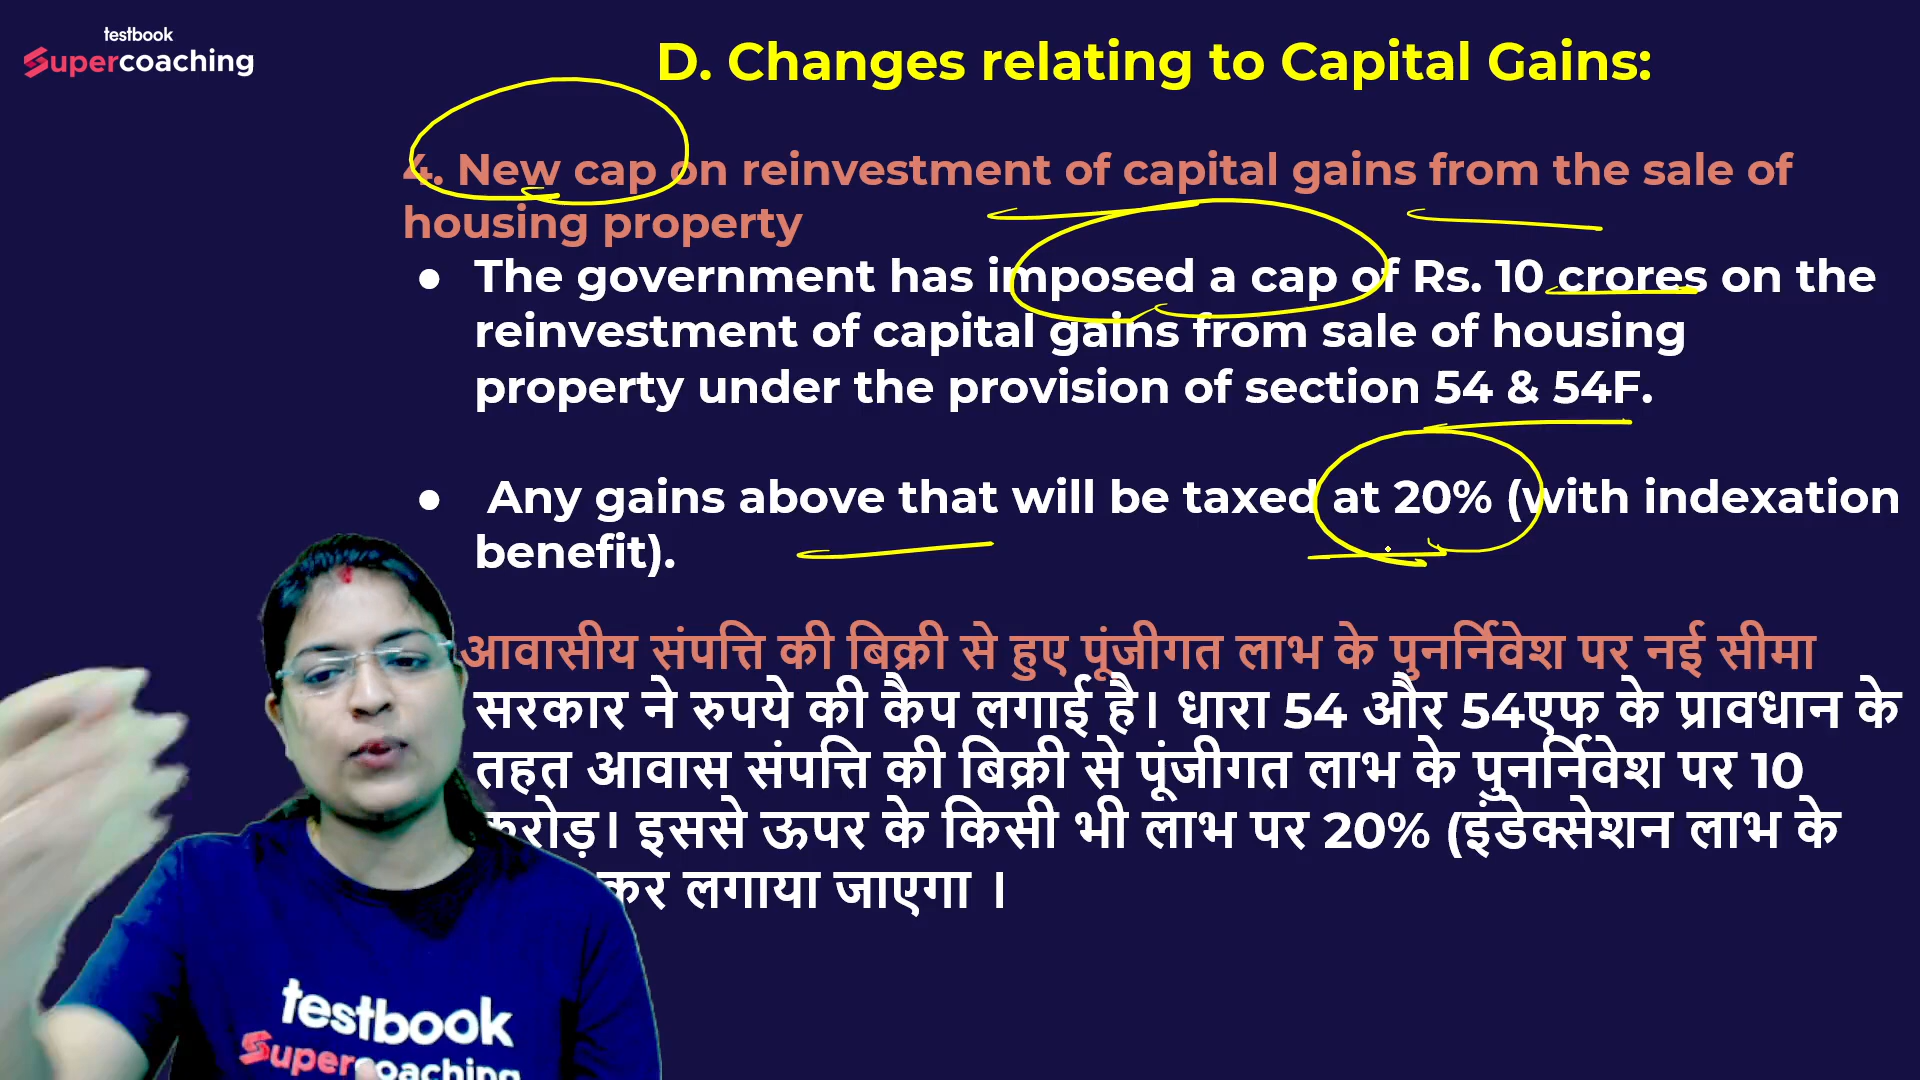 testbook
Supercoaching
D. Changes relating to Capital Gains:
4. New cap on reinvestment of capital gains from the sale of
housing property
● The government has imposed a cap of Rs. 10 crores on the
reinvestment of capital gains from sale of housing
property under the provision of section 54 & 54F.
● Any gains above that will be taxed at 20% (with indexation
benefit).
आवासीय संपत्ति की बिक्री से हुए पूंजीगत लाभ के पुनर्निवेश पर नई सीमा
सरकार ने रुपये की कैप लगाई है। धारा 54 और 54एफ के प्रावधान के
तहत आवास संपत्ति की बिक्री से पूंजीगत लाभ के पुनर्निवेश पर 10
करोड़। इससे ऊपर के किसी भी लाभ पर 20% (इंडेक्सेशन लाभ के
कर लगाया जाएगा ।
testbook
Supercoaching